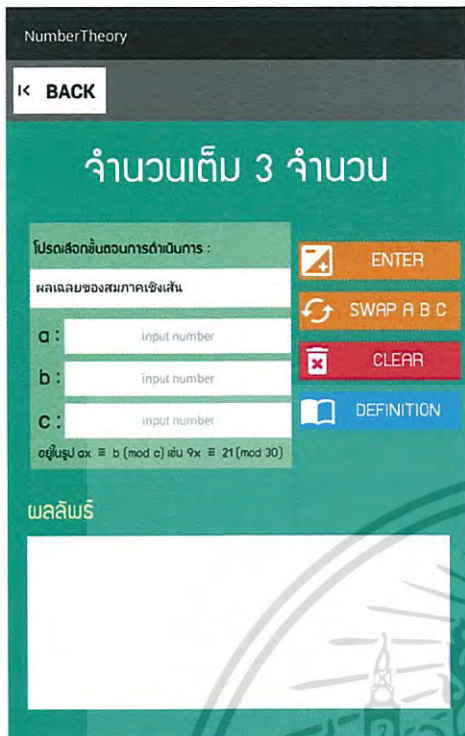 NumberTheory
BACK
จำนวนเต็ม 3 จำนวน
โปรดเลือกขั้นตอนการดำเนินการ :
ผลเฉลยของสมภาคเชิงเส้น
ENTER
SWAP A B C
CLEAR
DEFINITION
a : input number
b : input number
c : input number
อยู่ในรูป ax ≡ b (mod c) เช่น 9x ≡ 21 (mod 30)
ผลลัพธ์